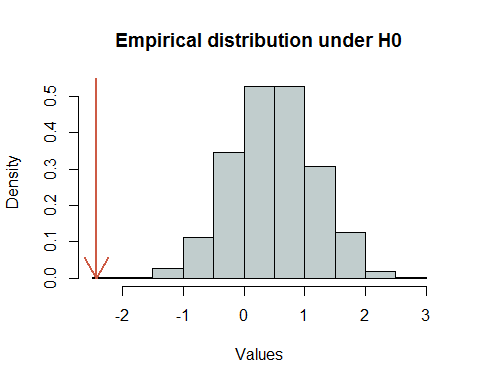 Empirical distribution under H0
Density
0.0 0.1 0.2 0.3 0.4 0.5
-2 -1 0 1 2 3
Values